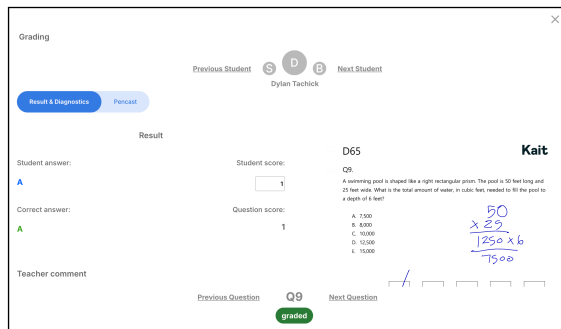 ×
Grading
Previous Student
S
D
B
Next Student
Dylan Tachick
Result & Diagnostics
Pencast
Result
Student answer:
Student score:
A
1
Correct answer:
Question score:
A
1
Teacher comment
D65
Kait
Q9.
A swimming pool is shaped like a right rectangular prism. The pool is 50 feet long and
25 feet wide. What is the total amount of water, in cubic feet, needed to fill the pool to
a depth of 6 feet?
A. 7,500
B. 8,000
C. 10,000
D. 12,500
E. 15,000
50
x 25
1250 x 6
7500
Previous Question
Q9
Next Question
graded